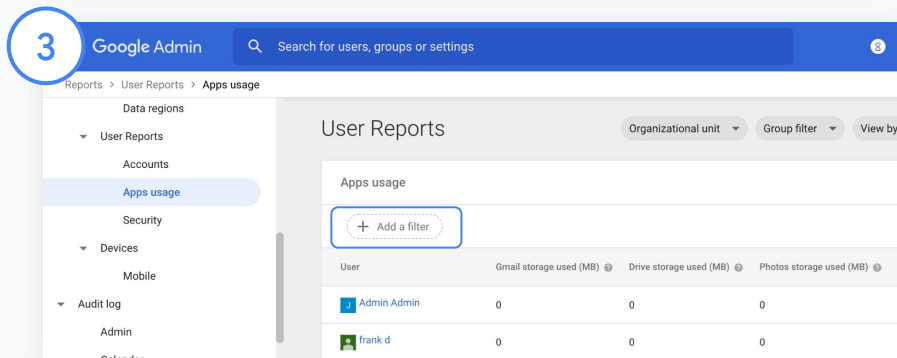 3
Google Admin
Search for users, groups or settings
Reports > User Reports > Apps usage
Data regions
User Reports
Accounts
Apps usage
Security
Devices
Mobile
Audit log
Admin
Calendar
User Reports
Organizational unit
Group filter
View by
Apps usage
+ Add a filter
User Gmail storage used (MB) Drive storage used (MB) Photos storage used (MB)
J Admin Admin 0 0 0
frank d 0 0 0